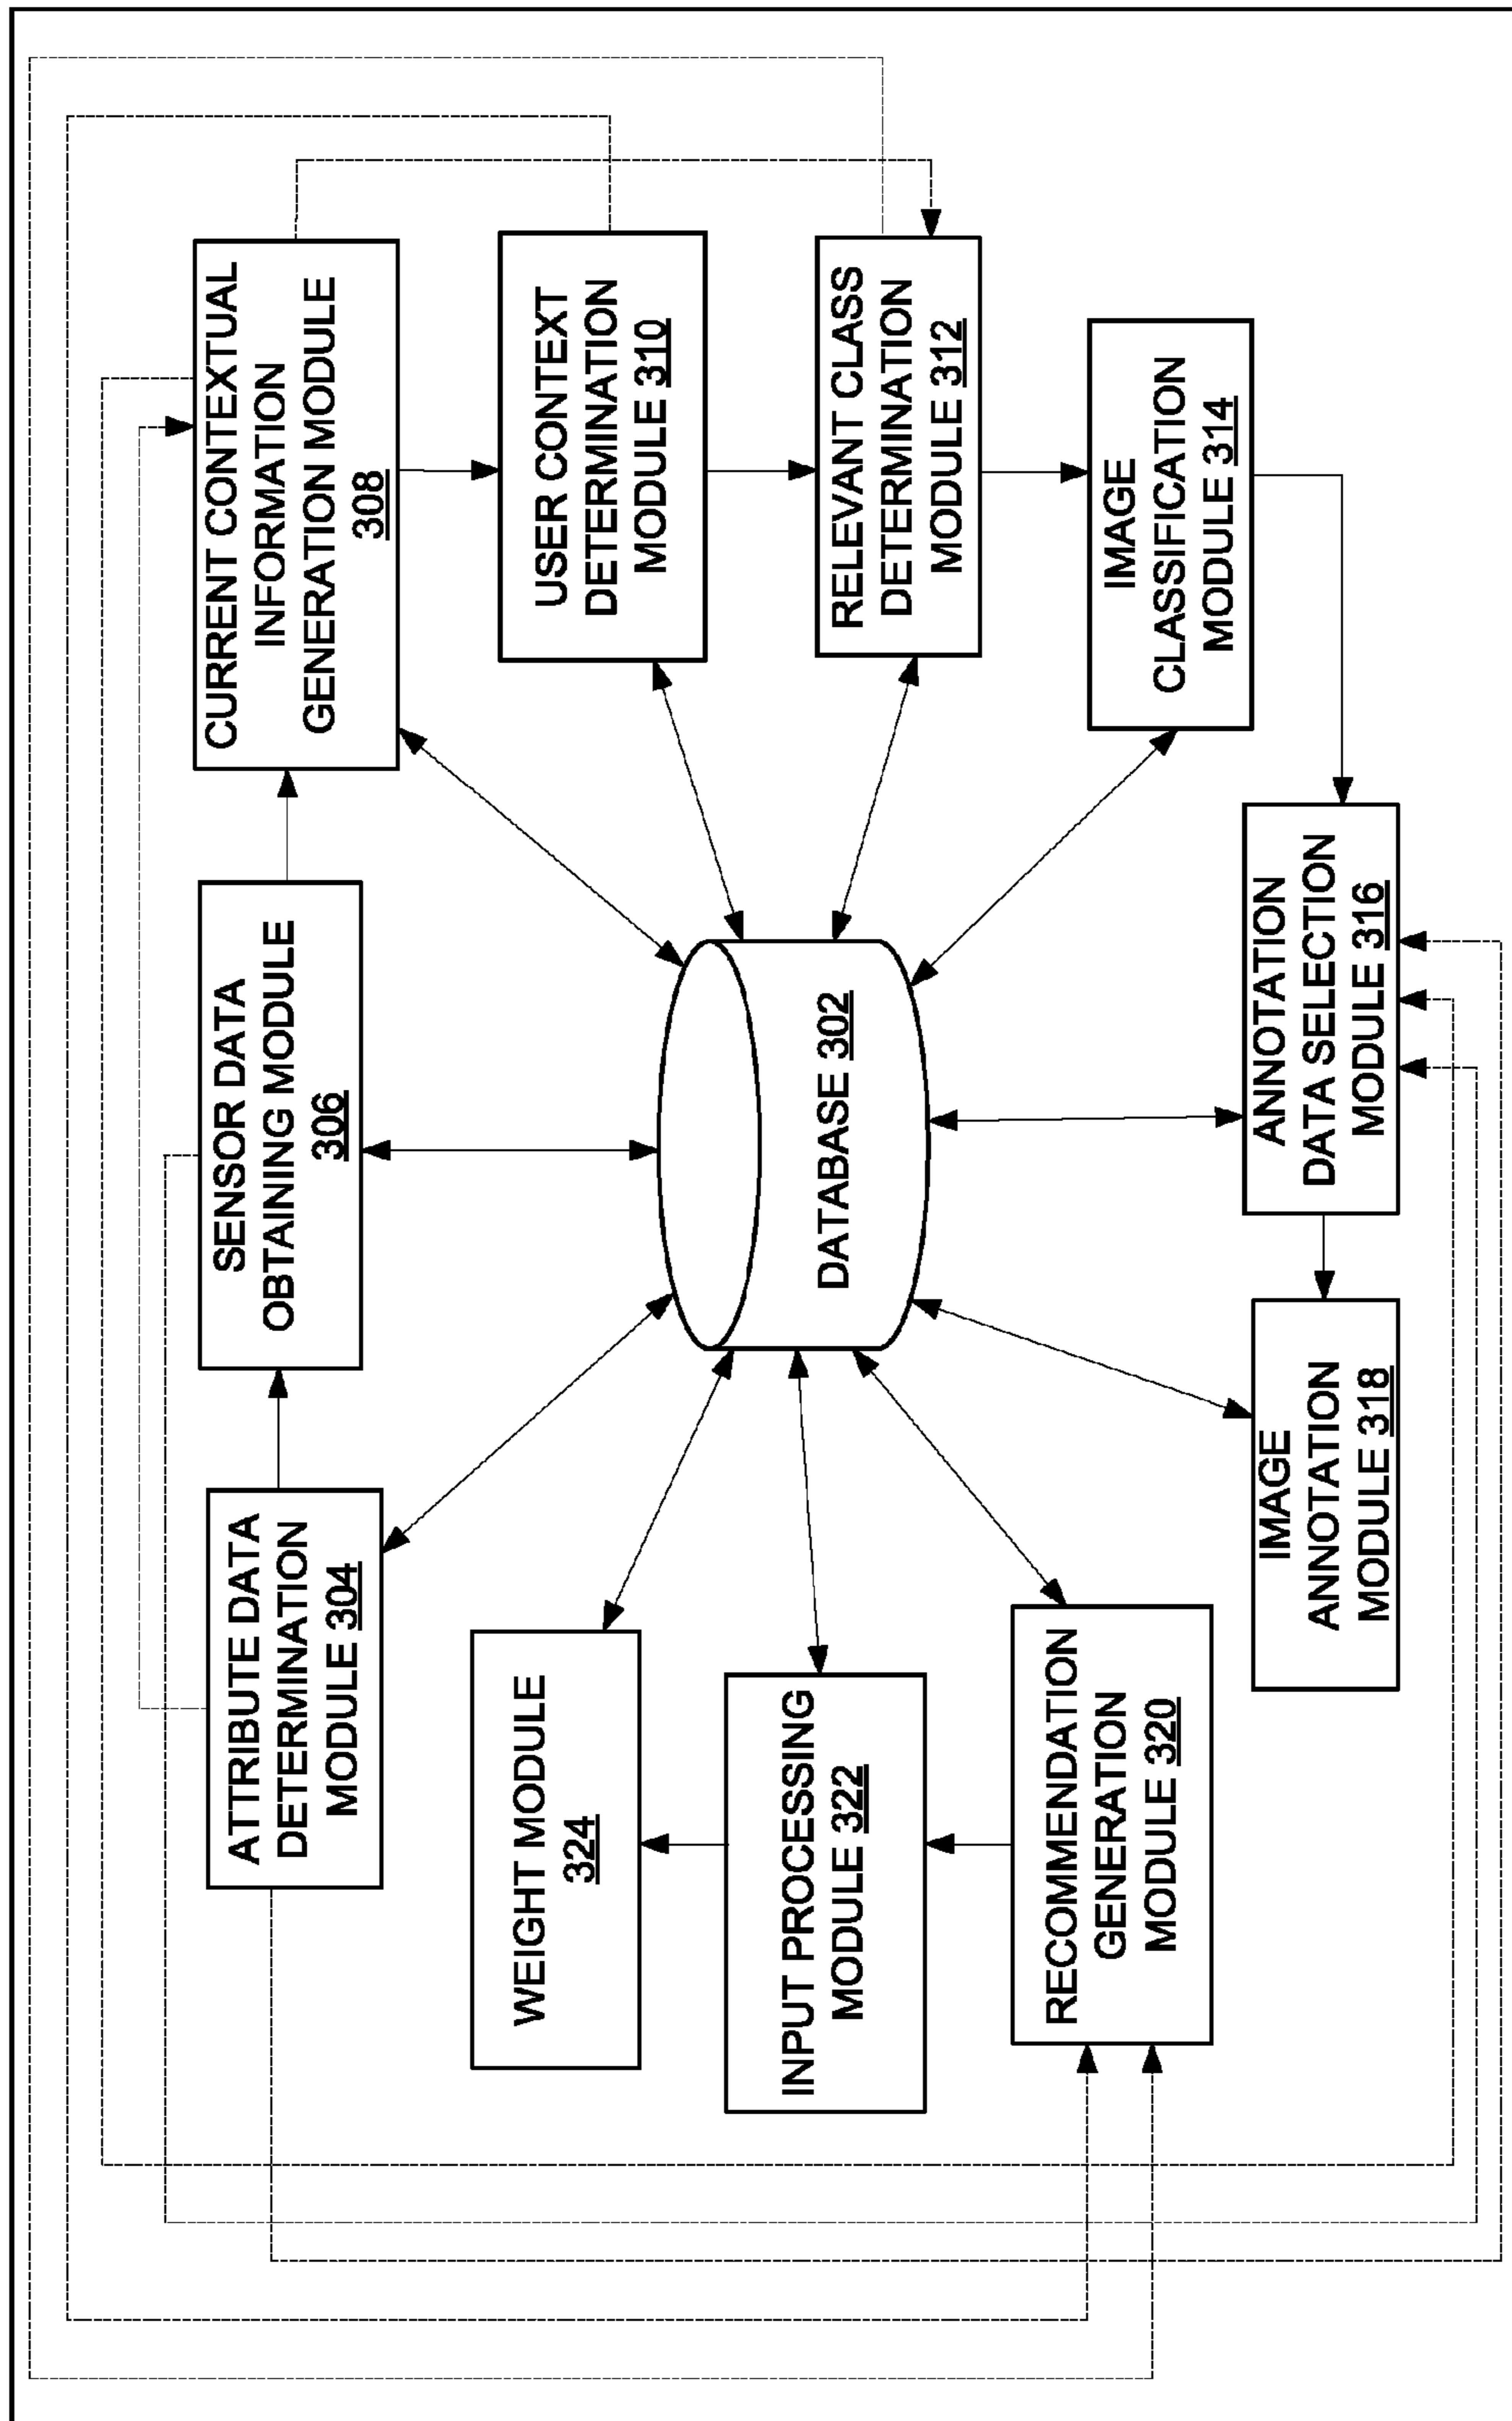 ATTRIBUTE DATA
DETERMINATION
MODULE 304
SENSOR DATA
OBTAINING MODULE
306
CURRENT CONTEXTUAL
INFORMATION
GENERATION MODULE
308
WEIGHT MODULE
324
USER CONTEXT
DETERMINATION
MODULE 310
INPUT PROCESSING
MODULE 322
DATABASE 302
RELEVANT CLASS
DETERMINATION
MODULE 312
RECOMMENDATION
GENERATION
MODULE 320
IMAGE
CLASSIFICATION
MODULE 314
IMAGE
ANNOTATION
MODULE 318
ANNOTATION
DATA SELECTION
MODULE 316